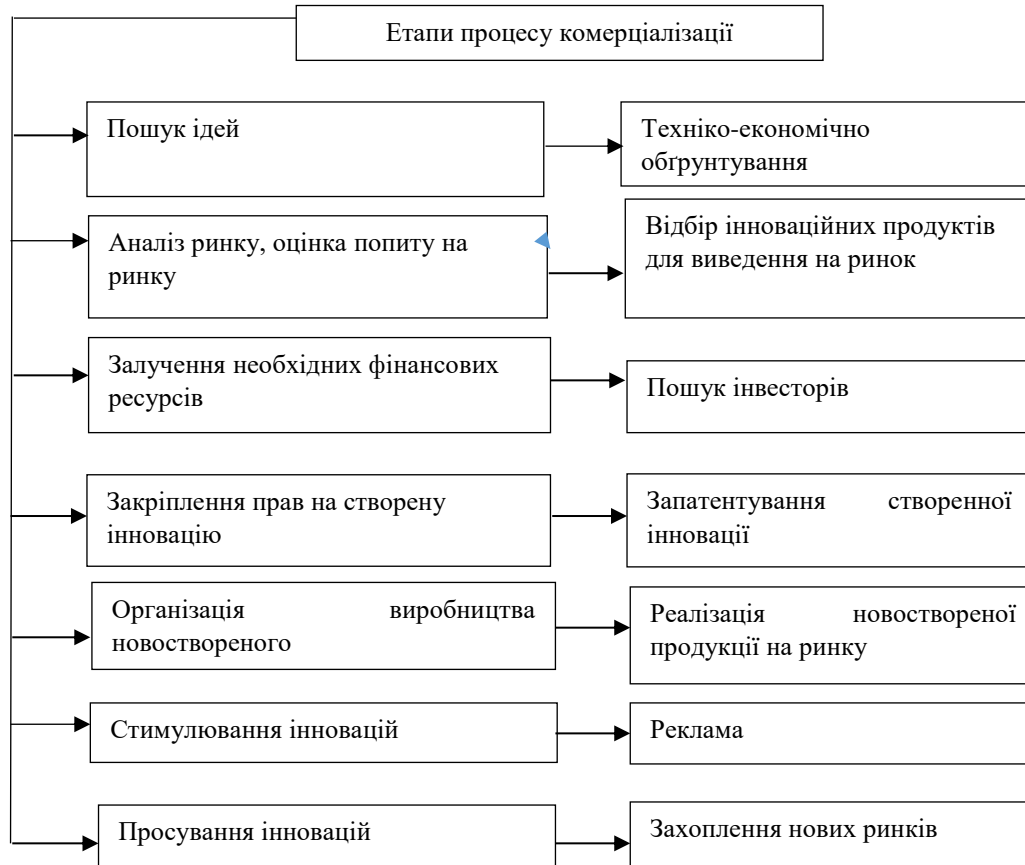 Етапи процесу комерціалізації
Пошук ідей
Техніко-економічно
обґрунтування
Аналіз ринку, оцінка попиту на
ринку
Відбір інноваційних продуктів
для виведення на ринок
Залучення необхідних фінансових
ресурсів
Пошук інвесторів
Закріплення прав на створену
інновацію
Запатентування створенної
інновації
Організація виробництва
новоствореного
Реалізація новоствореної
продукції на ринку
Стимулювання інновацій
Реклама
Просування інновацій
Захоплення нових ринків